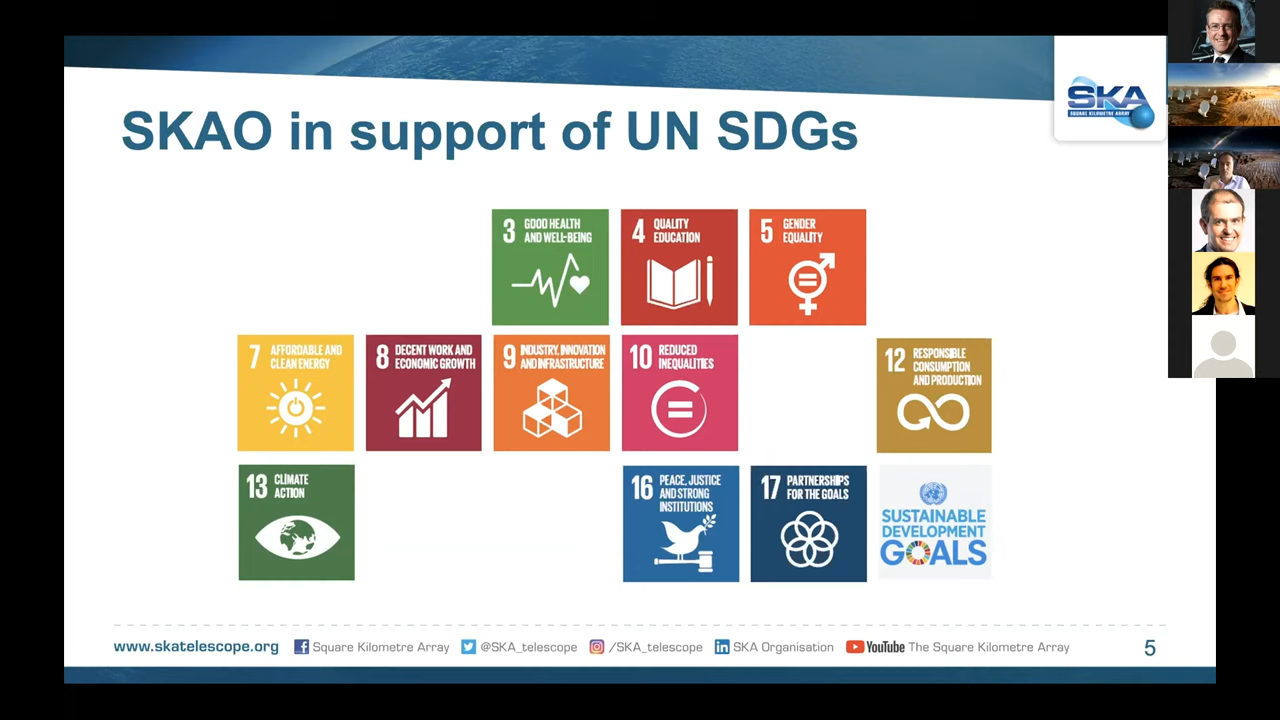 SKAO in support of UN SDGs
SKA
SQUARE KILOMETRE ARRAY
3 GOOD HEALTH
AND WELL-BEING
4 QUALITY
EDUCATION
5 GENDER
EQUALITY
7 AFFORDABLE AND
CLEAN ENERGY
8 DECENT WORK AND
ECONOMIC GROWTH
9 INDUSTRY, INNOVATION
AND INFRASTRUCTURE
10 REDUCED
INEQUALITIES
12 RESPONSIBLE
CONSUMPTION
AND PRODUCTION
13 CLIMATE
ACTION
16 PEACE, JUSTICE
AND STRONG
INSTITUTIONS
17 PARTNERSHIPS
FOR THE GOALS
SUSTAINABLE
DEVELOPMENT
GOALS
www.skatelescope.org Square Kilometre Array @SKA_telescope /SKA_telescope SKA Organisation YouTube The Square Kilometre Array 5